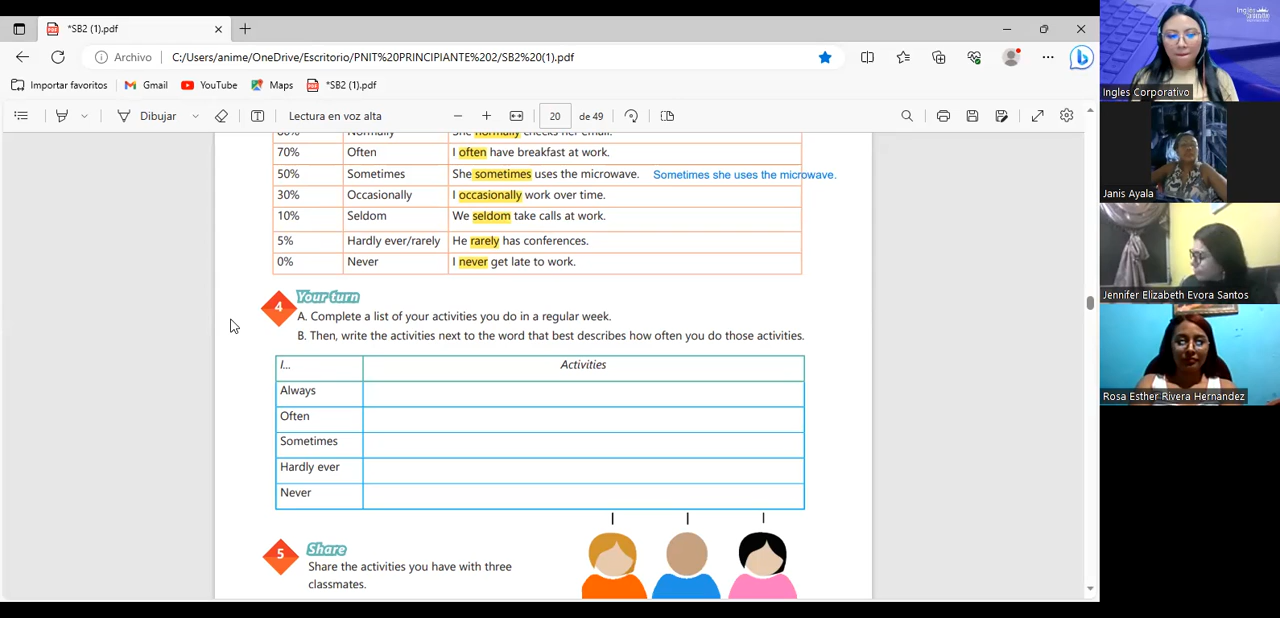 *SB2 (1).pdf
Archivo C:/Users/anime/OneDrive/Escritorio/PNIT%20PRINCIPIANTE%202/SB2%20(1).pdf
Importar favoritos Gmail YouTube Maps *SB2 (1).pdf
Dibujar Lectura en voz alta 20 de 49
80% Normally She normally checks her email.
70% Often I often have breakfast at work.
50% Sometimes She sometimes uses the microwave. Sometimes she uses the microwave.
30% Occasionally I occasionally work over time.
10% Seldom We seldom take calls at work.
5% Hardly ever/rarely He rarely has conferences.
0% Never I never get late to work.
4 Your turn
A. Complete a list of your activities you do in a regular week.
B. Then, write the activities next to the word that best describes how often you do those activities.
I... Activities
Always
Often
Sometimes
Hardly ever
Never
5 Share
Share the activities you have with three
classmates.
Ingles Corporativo
Janis Ayala
Jennifer Elizabeth Evora Santos
Rosa Esther Rivera Hernandez